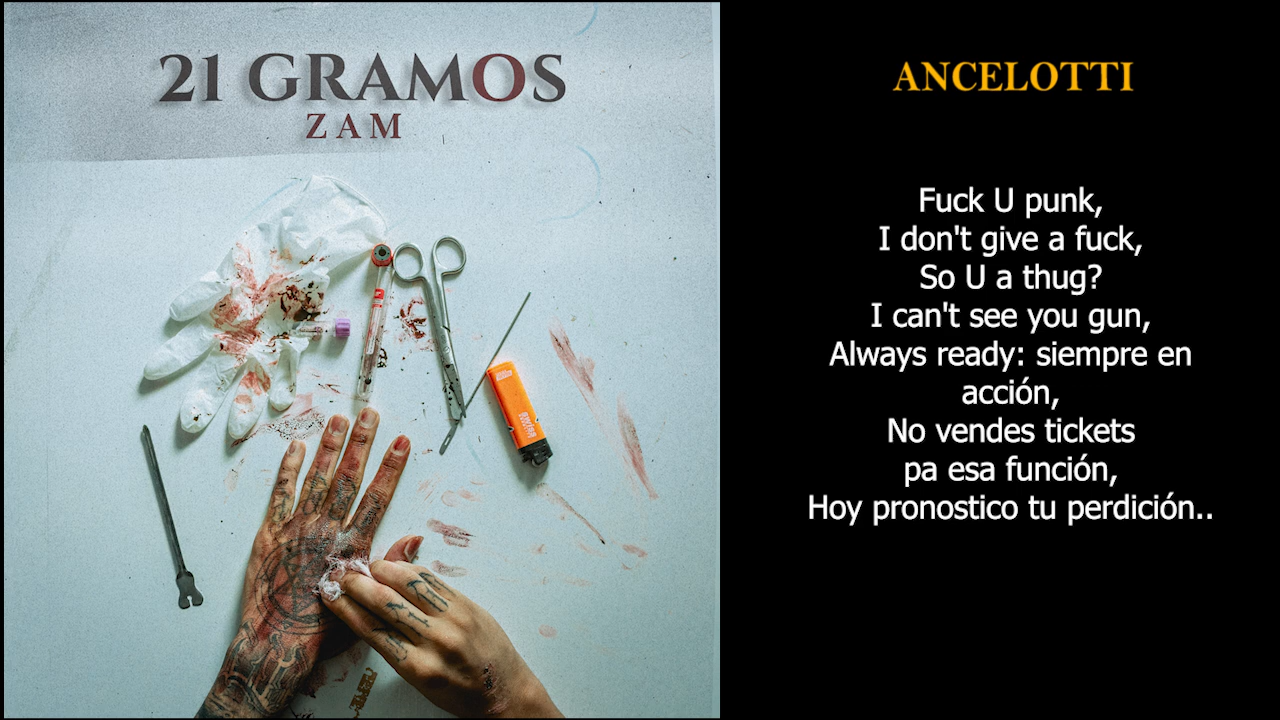 21 GRAMOS
ZAM
swiss
ANCELOTTI
Fuck U punk,
I don't give a fuck,
So U a thug?
I can't see you gun,
Always ready: siempre en
acción,
No vendes tickets
pa esa función,
Hoy pronostico tu perdición..